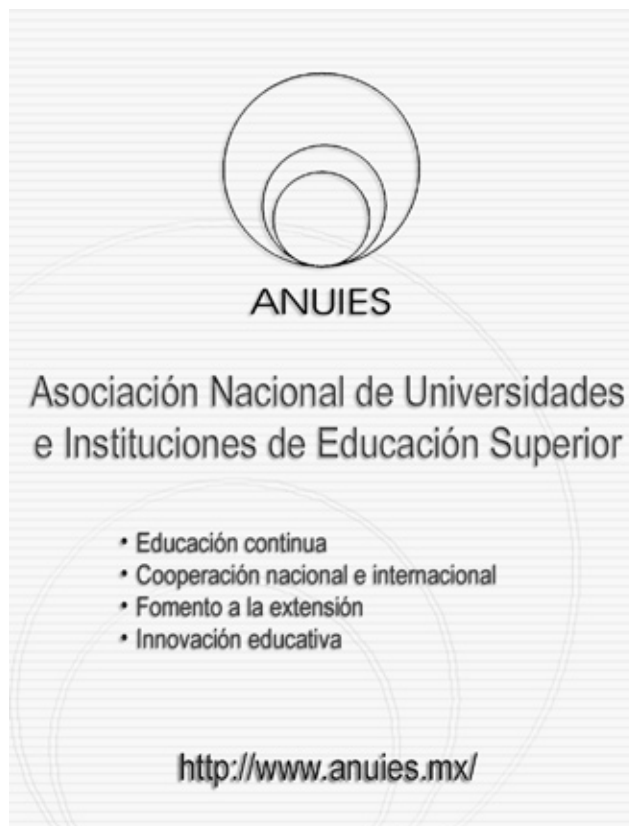 ANUIES
Asociación Nacional de Universidades
e Instituciones de Educación Superior
• Educación continua
• Cooperación nacional e internacional
• Fomento a la extensión
• Innovación educativa
http://www.anuies.mx/